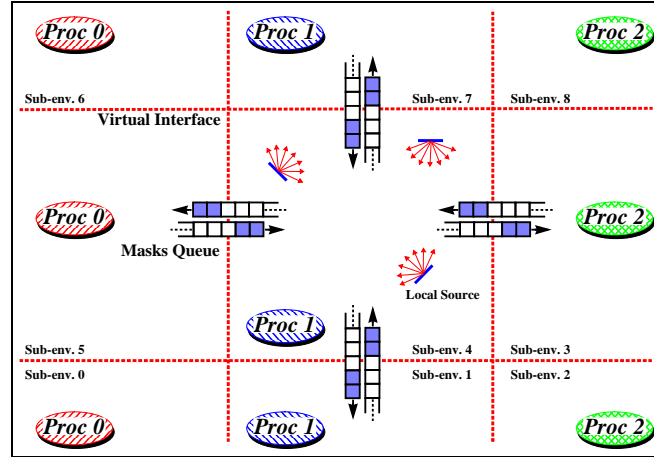 Proc 0
Proc 1
Proc 2
Sub-env. 6
Sub-env. 7
Sub-env. 8
Virtual Interface
Proc 0
Proc 2
Masks Queue
Local Source
Proc 1
Sub-env. 5
Sub-env. 4
Sub-env. 3
Sub-env. 0
Sub-env. 1
Sub-env. 2
Proc 0
Proc 1
Proc 2